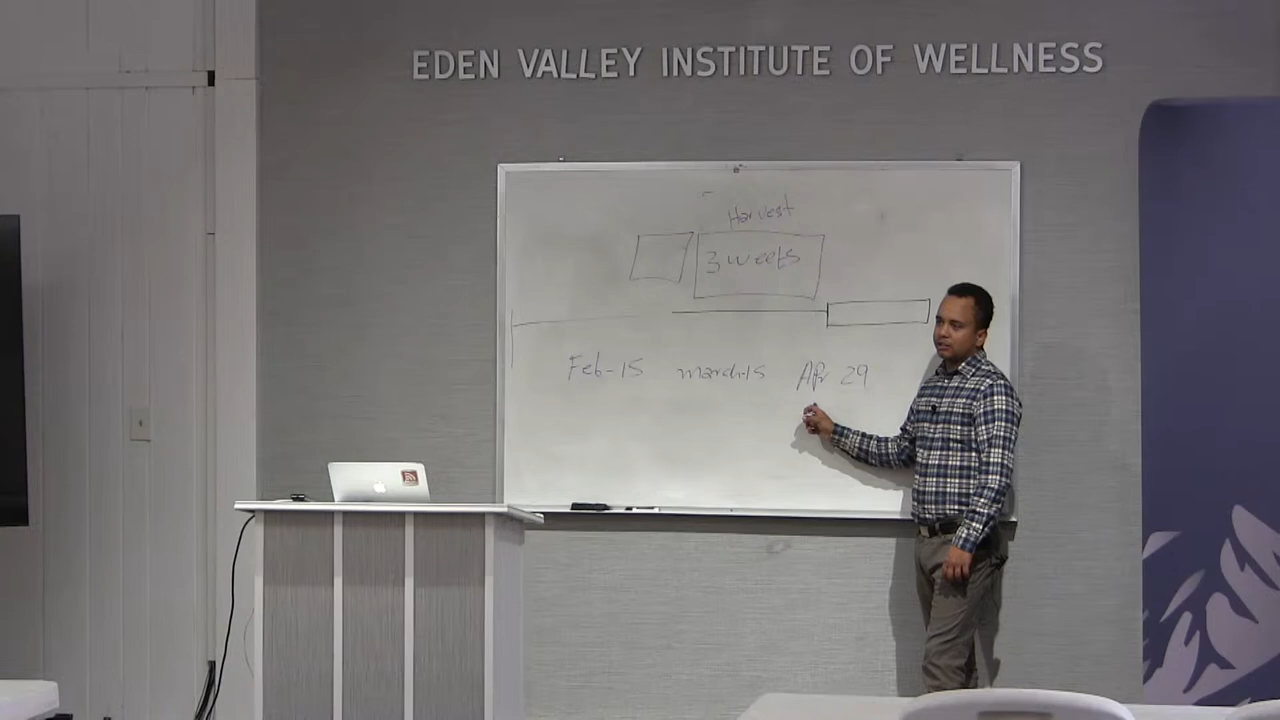 EDEN VALLEY INSTITUTE OF WELLNESS
Harvest
3 weeks
Feb-15 march-15 Apr 29